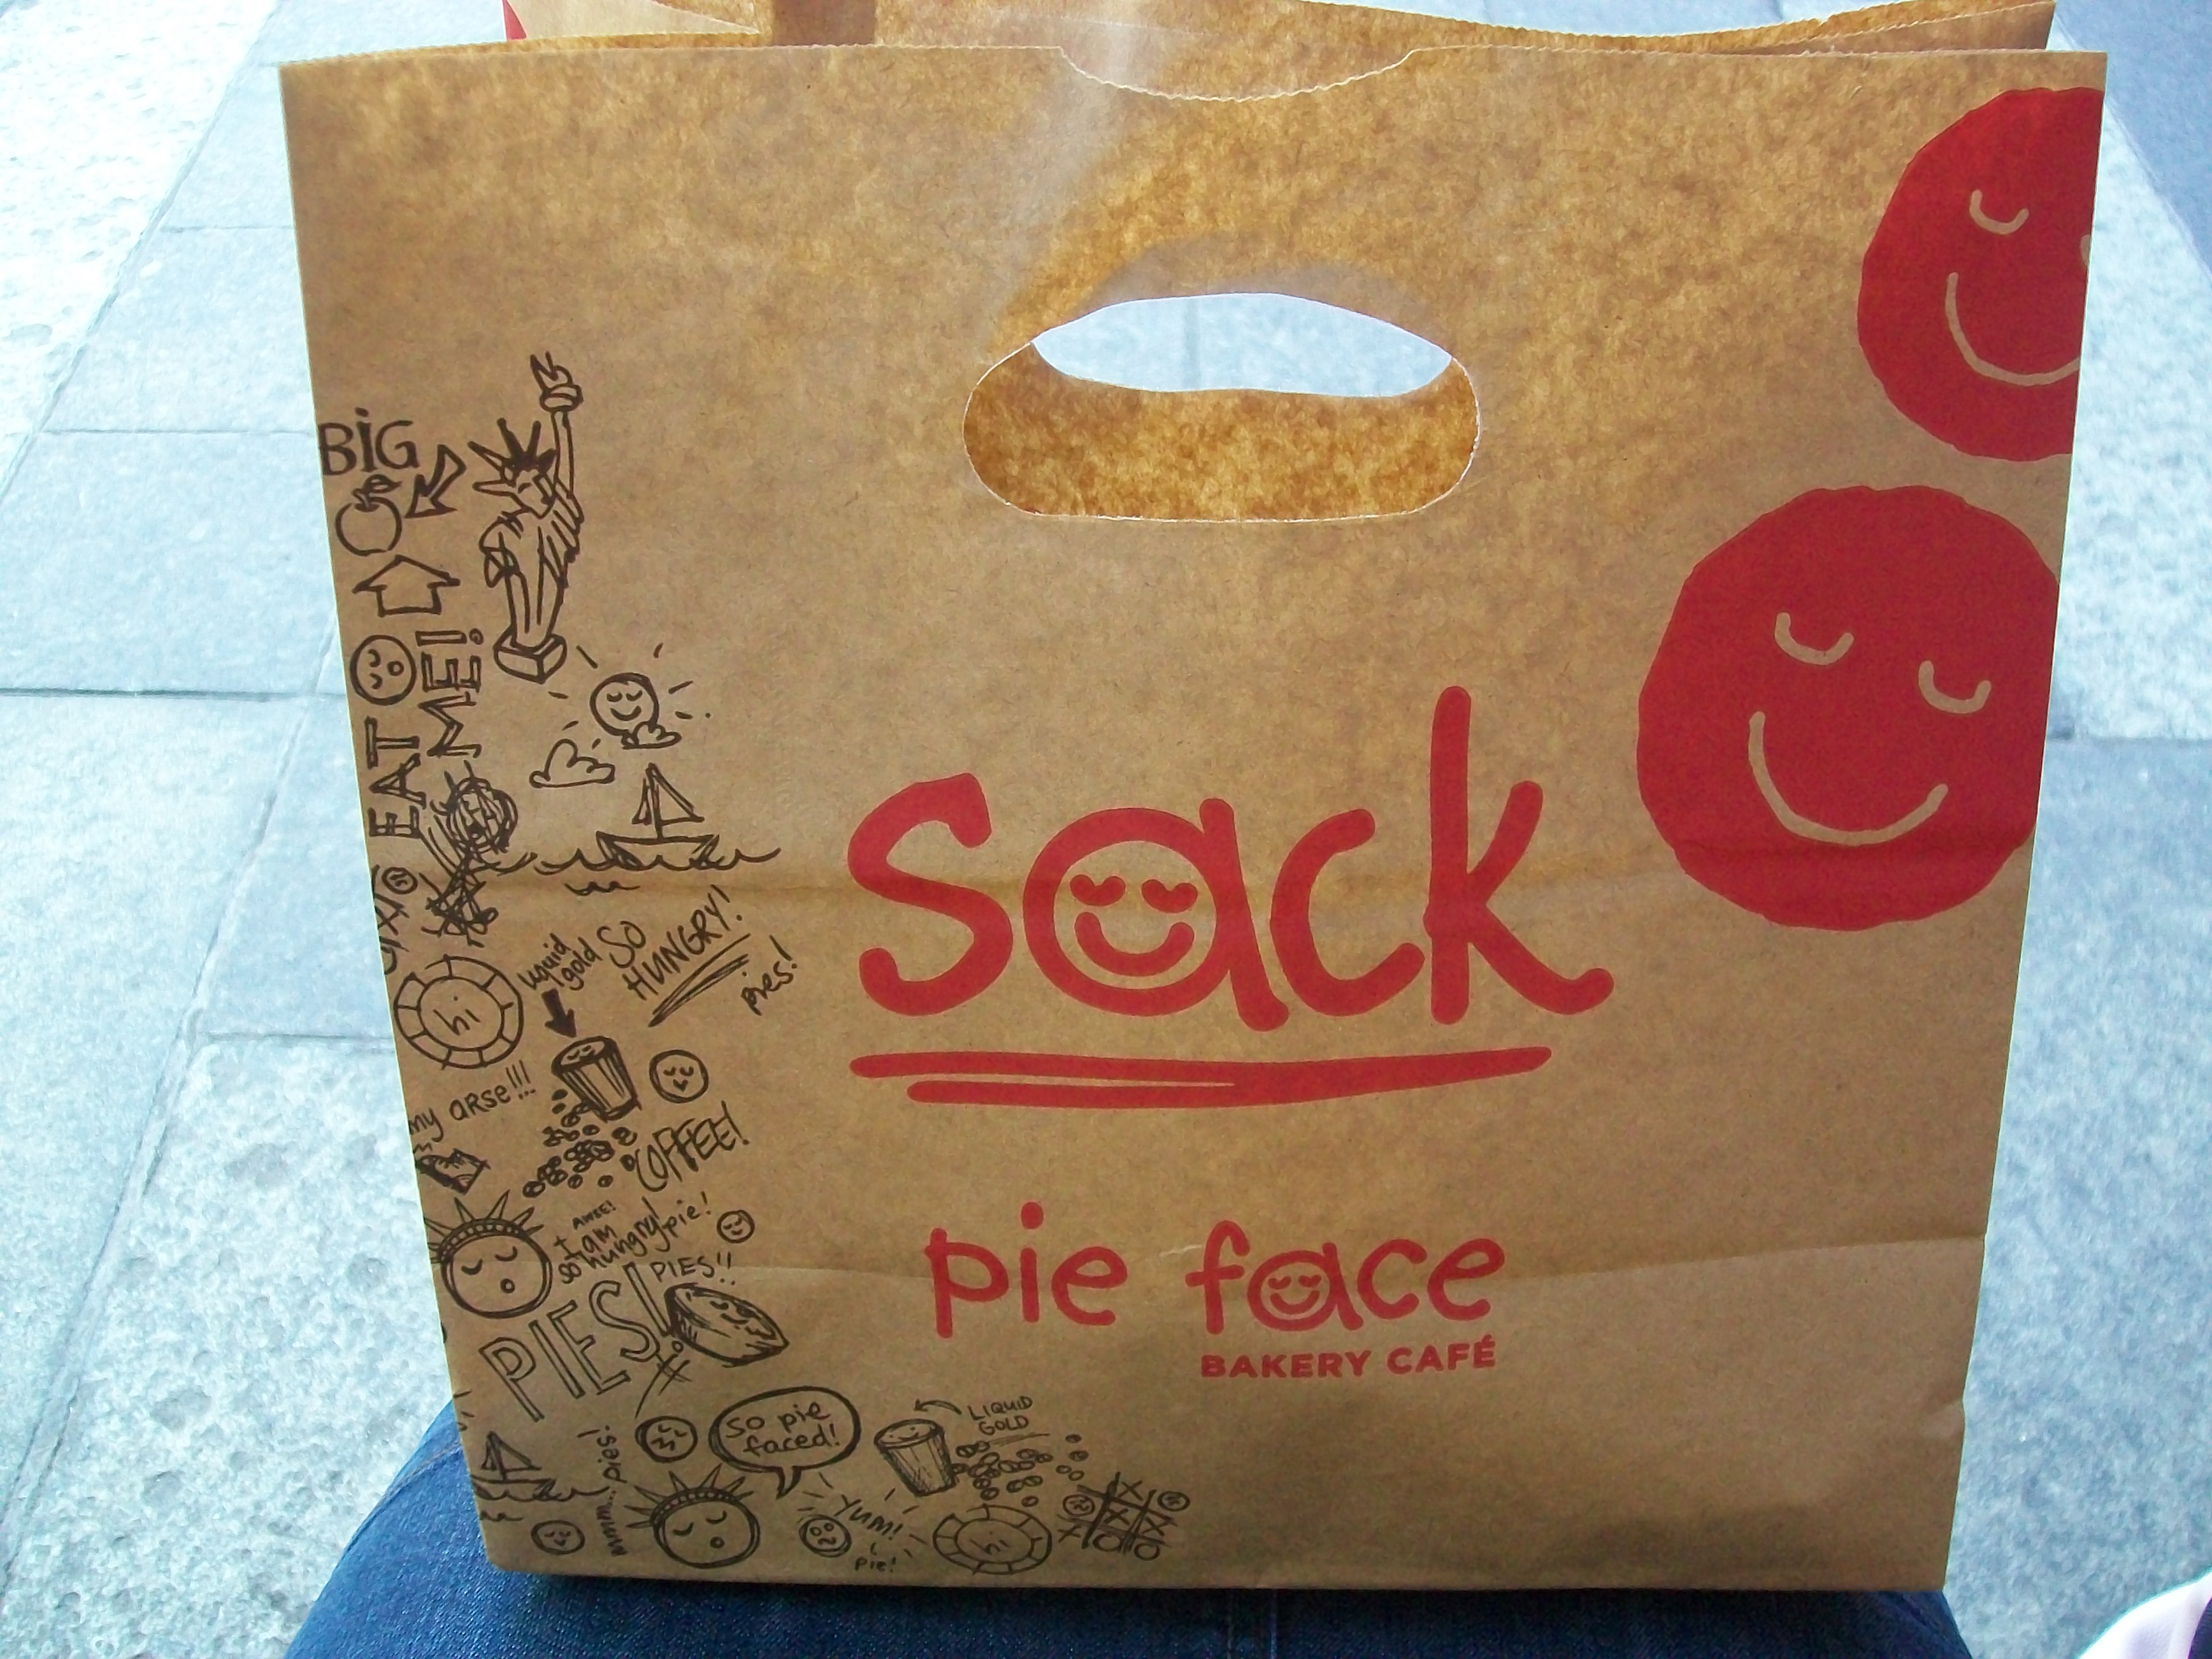 BiG
EAT
ME!
sack
liquid
gold
SO
HUNGRY!
pies!
hi
my arse!!!
COFFEE!
I am
so hungry!
pie!
PIES!!
PIES!
pie face
BAKERY CAFÉ
So pie
faced!
LIQUID
GOLD
pies!
YUM!
pie!
hi